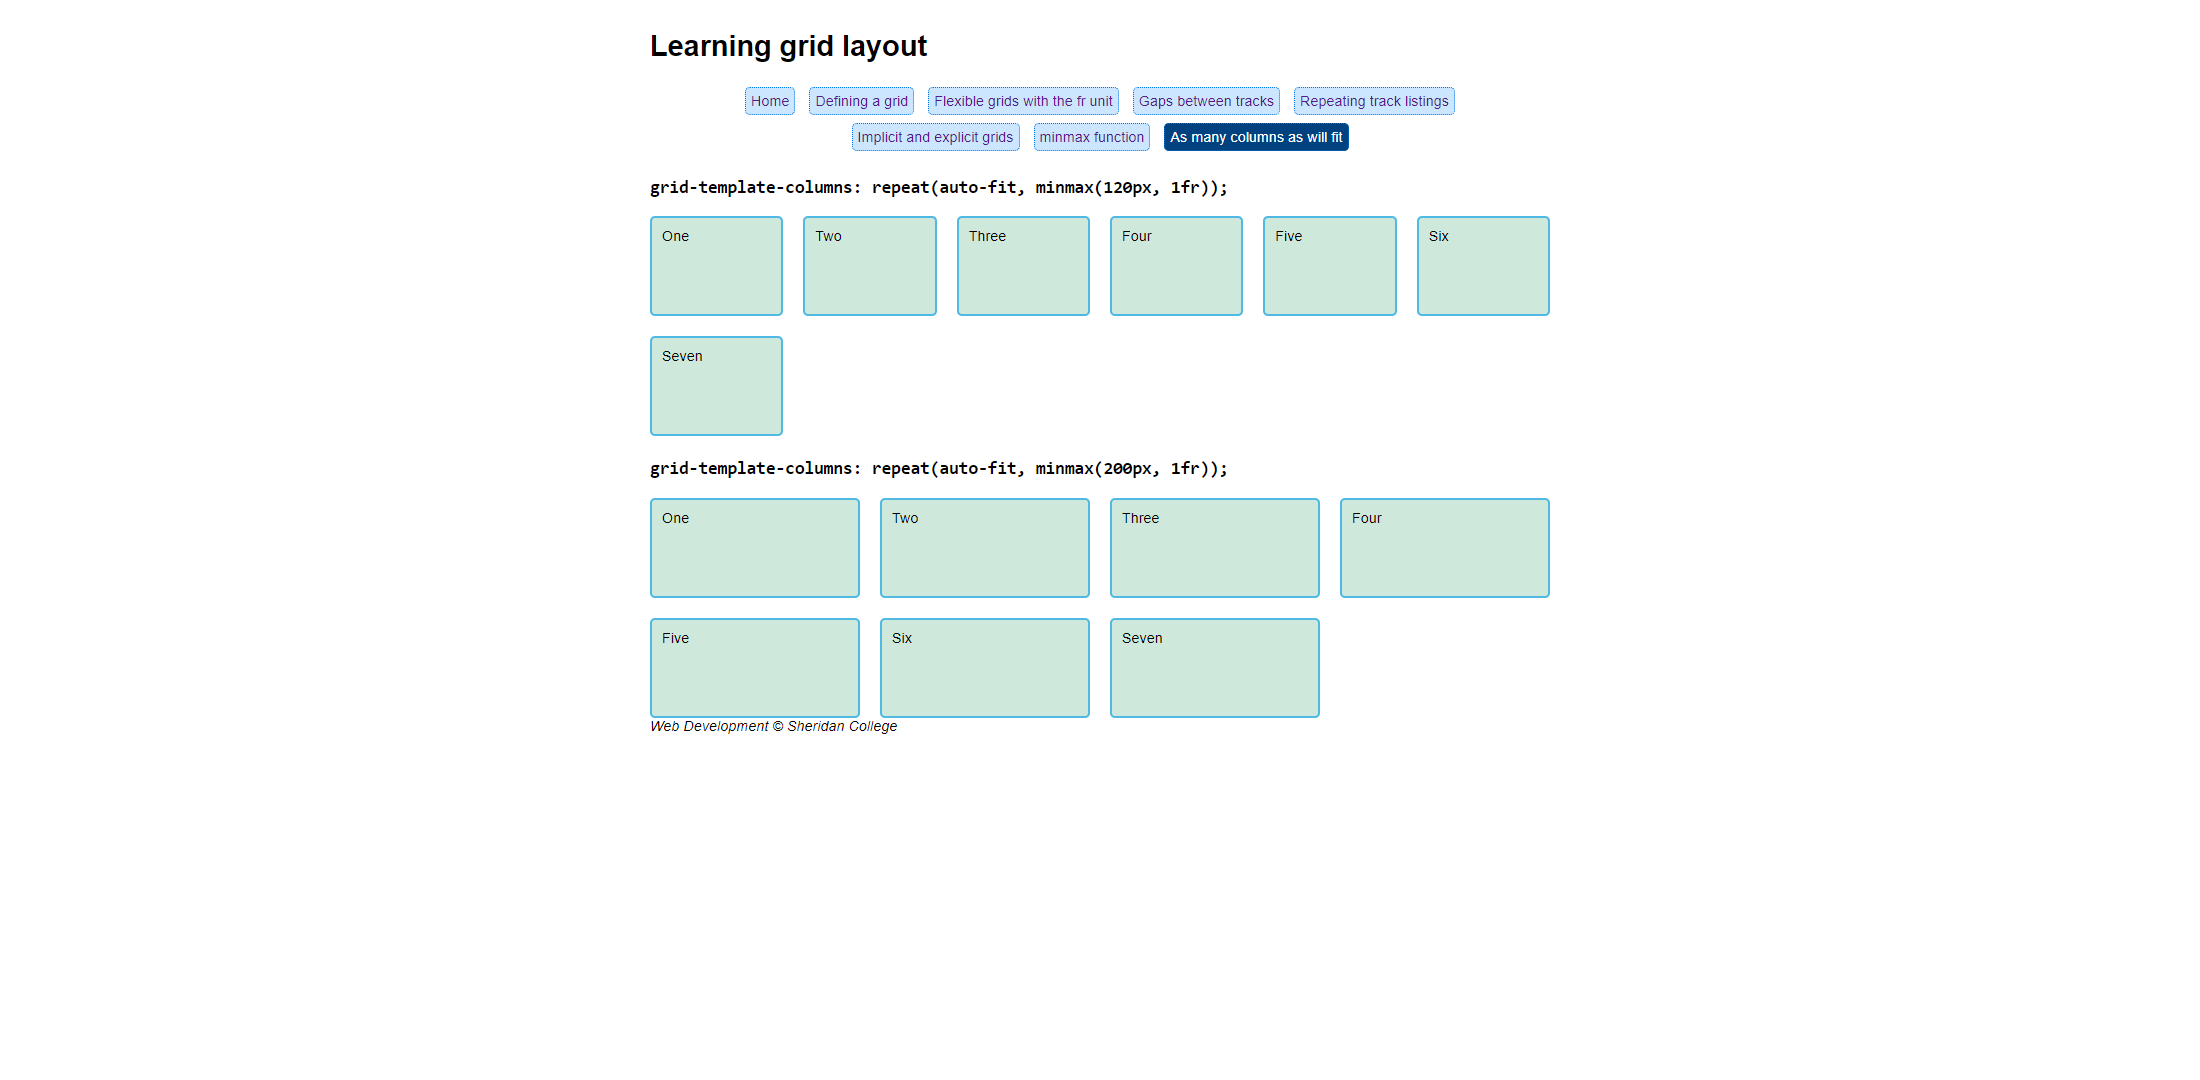 Learning grid layout
Home Defining a grid Flexible grids with the fr unit Gaps between tracks Repeating track listings
Implicit and explicit grids minmax function As many columns as will fit
grid-template-columns: repeat(auto-fit, minmax(120px, 1fr));
One Two Three Four Five Six
Seven
grid-template-columns: repeat(auto-fit, minmax(200px, 1fr));
One Two Three Four
Five Six Seven
Web Development © Sheridan College